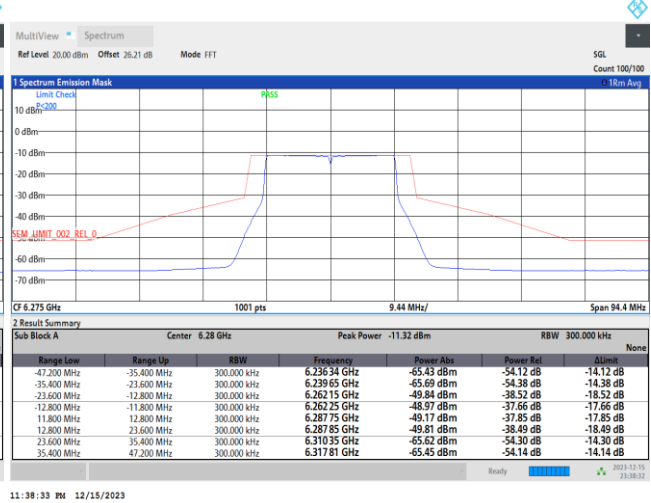 MultiView Spectrum
Ref Level 20.00 dBm Offset 26.21 dB Mode FFT SGL
Count 100/100
1 Spectrum Emission Mask 1Rm Avg
Limit Check PASS
P<200
10 dBm
0 dBm
-10 dBm
-20 dBm
-30 dBm
-40 dBm
SEM_LIMIT_002_REL_0
-60 dBm
-70 dBm
CF 6.275 GHz 1001 pts 9.44 MHz/ Span 94.4 MHz
2 Result Summary
Sub Block A Center 6.28 GHz Peak Power -11.32 dBm RBW 300.000 kHz
None
Range Low Range Up RBW Frequency Power Abs Power Rel ΔLimit
-47.200 MHz -35.400 MHz 300.000 kHz 6.236 34 GHz -65.43 dBm -54.12 dB -14.12 dB
-35.400 MHz -23.600 MHz 300.000 kHz 6.239 65 GHz -65.69 dBm -54.38 dB -14.38 dB
-23.600 MHz -12.800 MHz 300.000 kHz 6.262 15 GHz -49.84 dBm -38.52 dB -18.52 dB
-12.800 MHz -11.800 MHz 300.000 kHz 6.262 25 GHz -48.97 dBm -37.66 dB -17.66 dB
11.800 MHz 12.800 MHz 300.000 kHz 6.287 75 GHz -49.17 dBm -37.85 dB -17.85 dB
12.800 MHz 23.600 MHz 300.000 kHz 6.287 85 GHz -49.81 dBm -38.49 dB -18.49 dB
23.600 MHz 35.400 MHz 300.000 kHz 6.310 35 GHz -65.62 dBm -54.30 dB -14.30 dB
35.400 MHz 47.200 MHz 300.000 kHz 6.317 81 GHz -65.45 dBm -54.14 dB -14.14 dB
Ready 2023-12-15
23:38:32
11:38:33 PM 12/15/2023